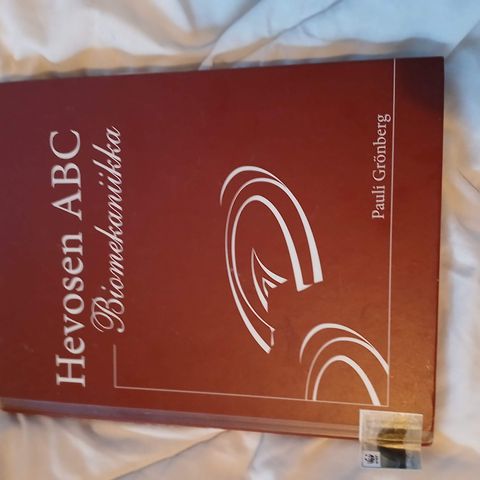 Hevosen ABC
Biomekaniikka
Pauli Grönberg